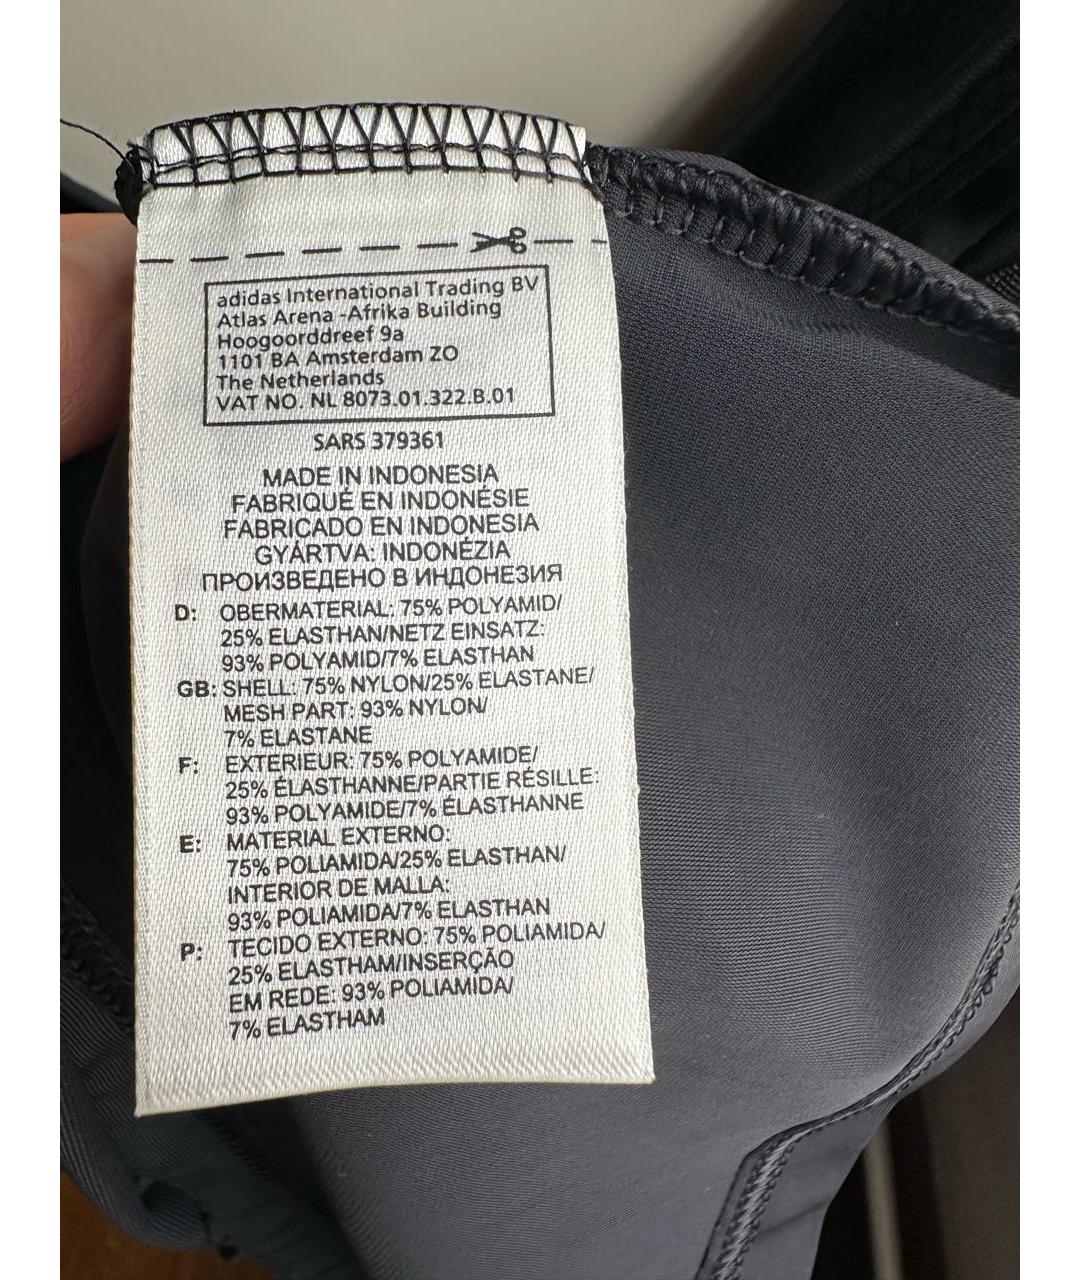 adidas International Trading BV
Atlas Arena -Afrika Building
Hoogoorddreef 9a
1101 BA Amsterdam ZO
The Netherlands
VAT NO. NL 8073.01.322.B.01
SARS 379361
MADE IN INDONESIA
FABRIQUÉ EN INDONÉSIE
FABRICADO EN INDONESIA
GYÁRTVA: INDONÉZIA
ПРОИЗВЕДЕНО В ИНДОНЕЗИЯ
D: OBERMATERIAL: 75% POLYAMID/
25% ELASTHAN/NETZ EINSATZ:
93% POLYAMID/7% ELASTHAN
GB: SHELL: 75% NYLON/25% ELASTANE/
MESH PART: 93% NYLON/
7% ELASTANE
F: EXTERIEUR: 75% POLYAMIDE/
25% ÉLASTHANNE/PARTIE RÉSILLE:
93% POLYAMIDE/7% ÉLASTHANNE
E: MATERIAL EXTERNO:
75% POLIAMIDA/25% ELASTHAN/
INTERIOR DE MALLA:
93% POLIAMIDA/7% ELASTHAN
P: TECIDO EXTERNO: 75% POLIAMIDA/
25% ELASTHAM/INSERÇÃO
EM REDE: 93% POLIAMIDA/
7% ELASTHAM